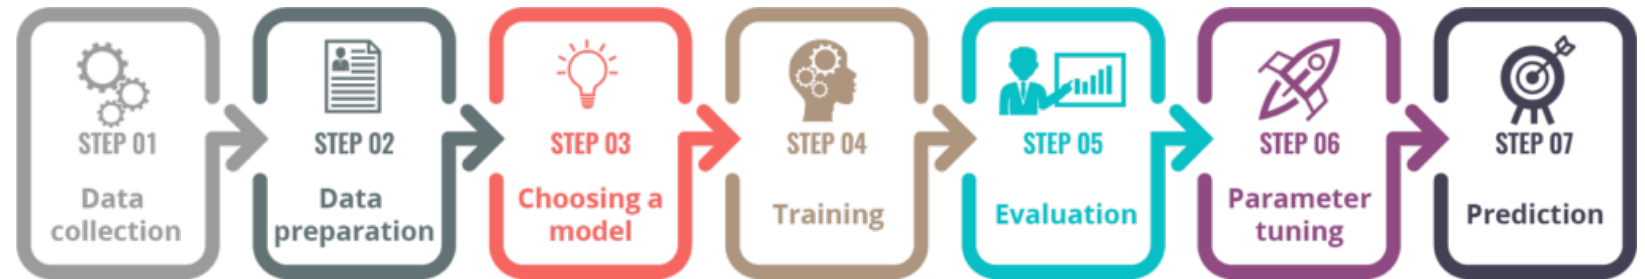 STEP 01
Data
collection
STEP 02
Data
preparation
STEP 03
Choosing a
model
STEP 04
Training
STEP 05
Evaluation
STEP 06
Parameter
tuning
STEP 07
Prediction